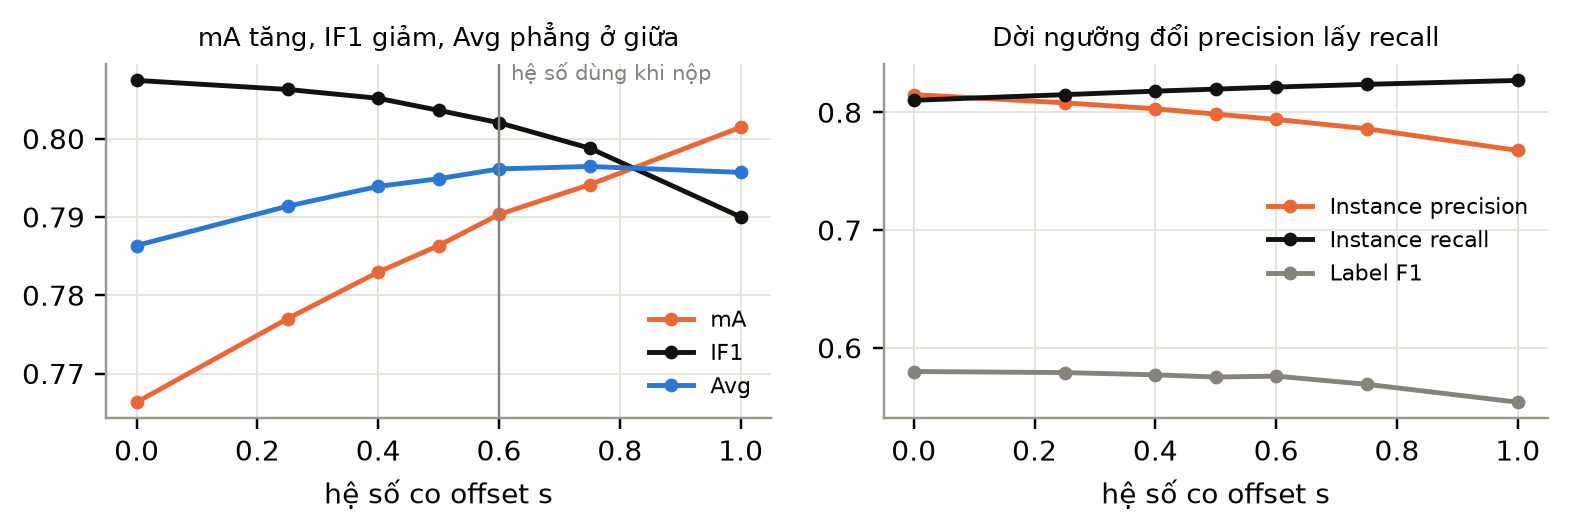 mA tăng, IF1 giảm, Avg phẳng ở giữa
hệ số dùng khi nộp
0.80
0.79
0.78
0.77
mA
IF1
Avg
0.0 0.2 0.4 0.6 0.8 1.0
hệ số co offset s
Dời ngưỡng đổi precision lấy recall
0.8
0.7
0.6
Instance precision
Instance recall
Label F1
0.0 0.2 0.4 0.6 0.8 1.0
hệ số co offset s